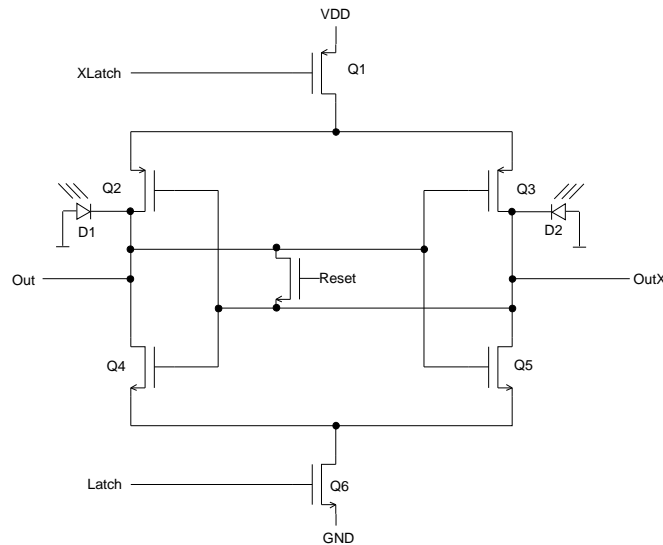 VDD
Q1
XLatch
Q2
Q3
D1
D2
Out
Reset
OutX
Q4
Q5
Latch
Q6
GND